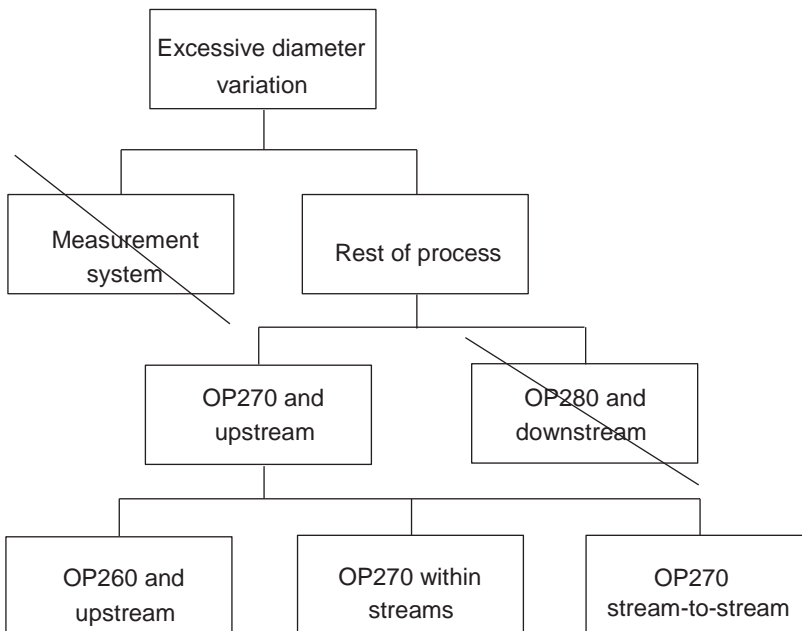 Excessive diameter
variation
Measurement
system
Rest of process
OP270 and
upstream
OP280 and
downstream
OP260 and
upstream
OP270 within
streams
OP270
stream-to-stream